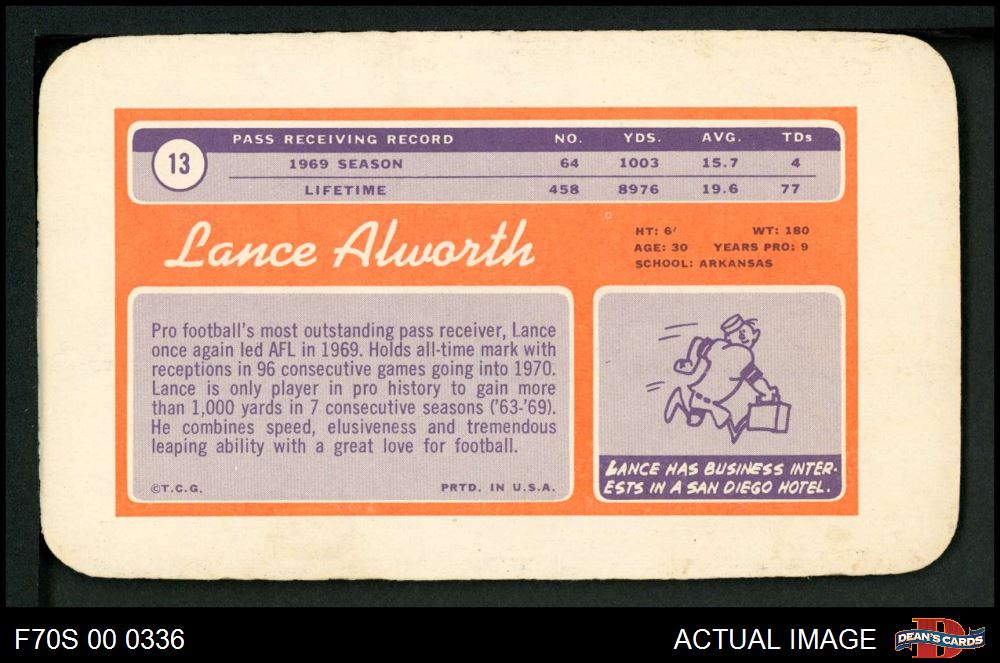 13
PASS RECEIVING RECORD NO. YDS. AVG. TDs
1969 SEASON 64 1003 15.7 4
LIFETIME 458 8976 19.6 77
Lance Alworth
HT: 6' WT: 180
AGE: 30 YEARS PRO: 9
SCHOOL: ARKANSAS
Pro football's most outstanding pass receiver, Lance
once again led AFL in 1969. Holds all-time mark with
receptions in 96 consecutive games going into 1970.
Lance is only player in pro history to gain more
than 1,000 yards in 7 consecutive seasons ('63-'69).
He combines speed, elusiveness and tremendous
leaping ability with a great love for football.
©T.C.G. PRTD. IN U.S.A.
LANCE HAS BUSINESS INTER-
ESTS IN A SAN DIEGO HOTEL.
F70S 00 0336 ACTUAL IMAGE
D
DEAN'S CARDS